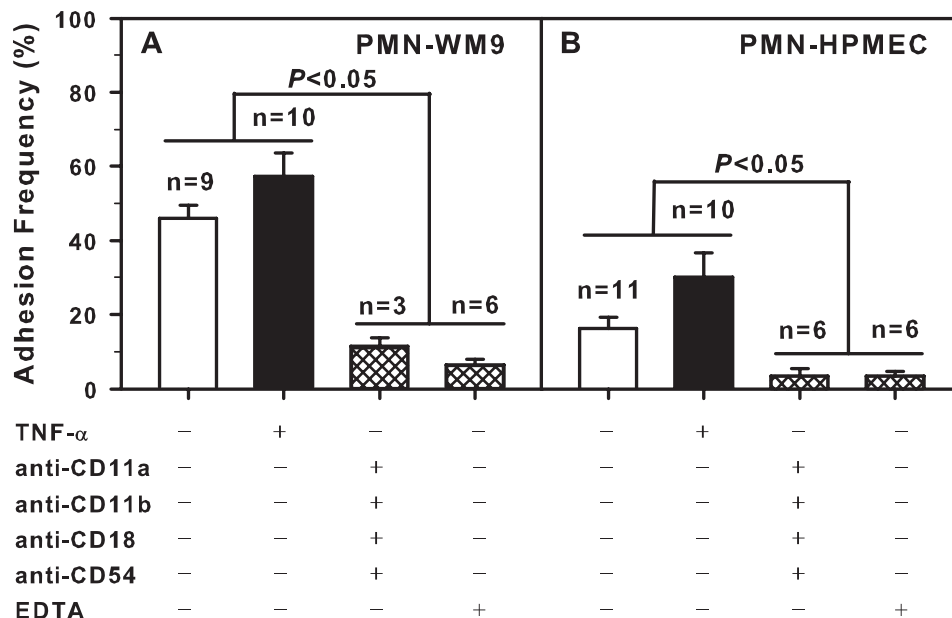 100
80
60
40
20
0
Adhesion Frequency (%)
A PMN-WM9
P<0.05
n=10
n=9
n=3 n=6
B PMN-HPMEC
P<0.05
n=10
n=11
n=6 n=6
TNF-α – + – – – + – –
anti-CD11a – – + – – – + –
anti-CD11b – – + – – – + –
anti-CD18 – – + – – – + –
anti-CD54 – – + – – – + –
EDTA – – – + – – – +